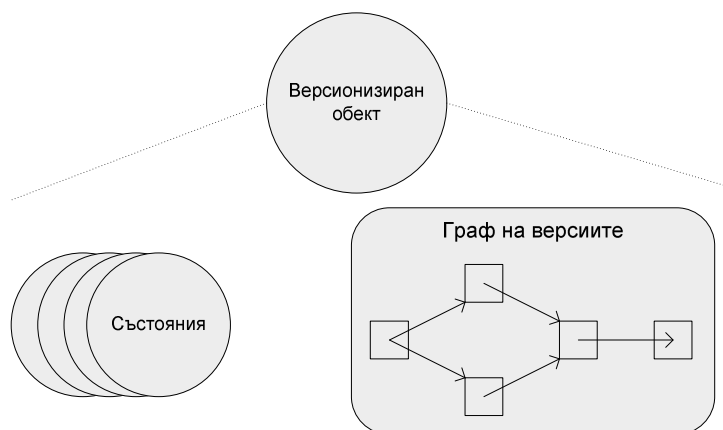 Версионизиран
обект
Граф на версиите
Състояния